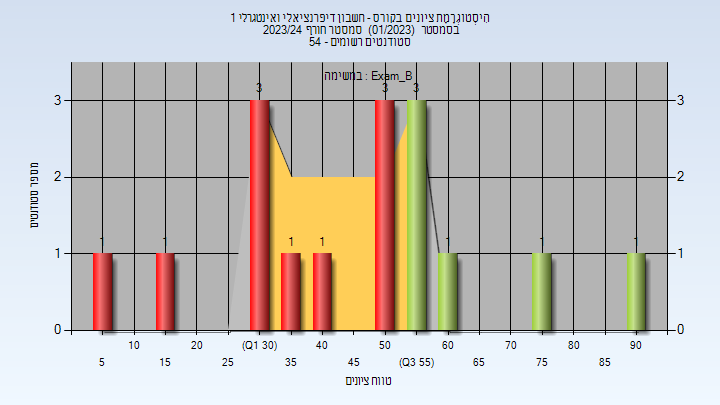 היסטוגרמת ציונים בקורס - חשבון דיפרנציאלי ואינטגרלי 1
בסמסטר (01/2023) סמסטר חורף 2023/24
סטודנטים רשומים - 54
במשימה : Exam_B
מספר סטודנטים
3 3
2 2
1 1
0 0
1 1 3 1 1 3 3 1 1 1
10 20 (Q1 30) 40 50 60 70 80 90
5 15 25 35 45 (Q3 55) 65 75 85
טווח ציונים